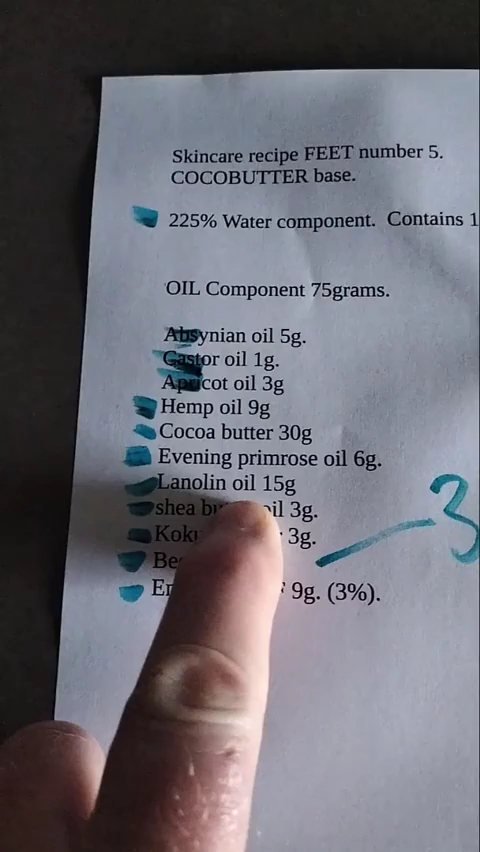 Skincare recipe FEET number 5.
COCOBUTTER base.
225% Water component. Contains 1
OIL Component 75grams.
Absynian oil 5g.
Castor oil 1g.
Apricot oil 3g
Hemp oil 9g
Cocoa butter 30g
Evening primrose oil 6g.
Lanolin oil 15g
shea oil 3g.
3g.
3
9g. (3%).